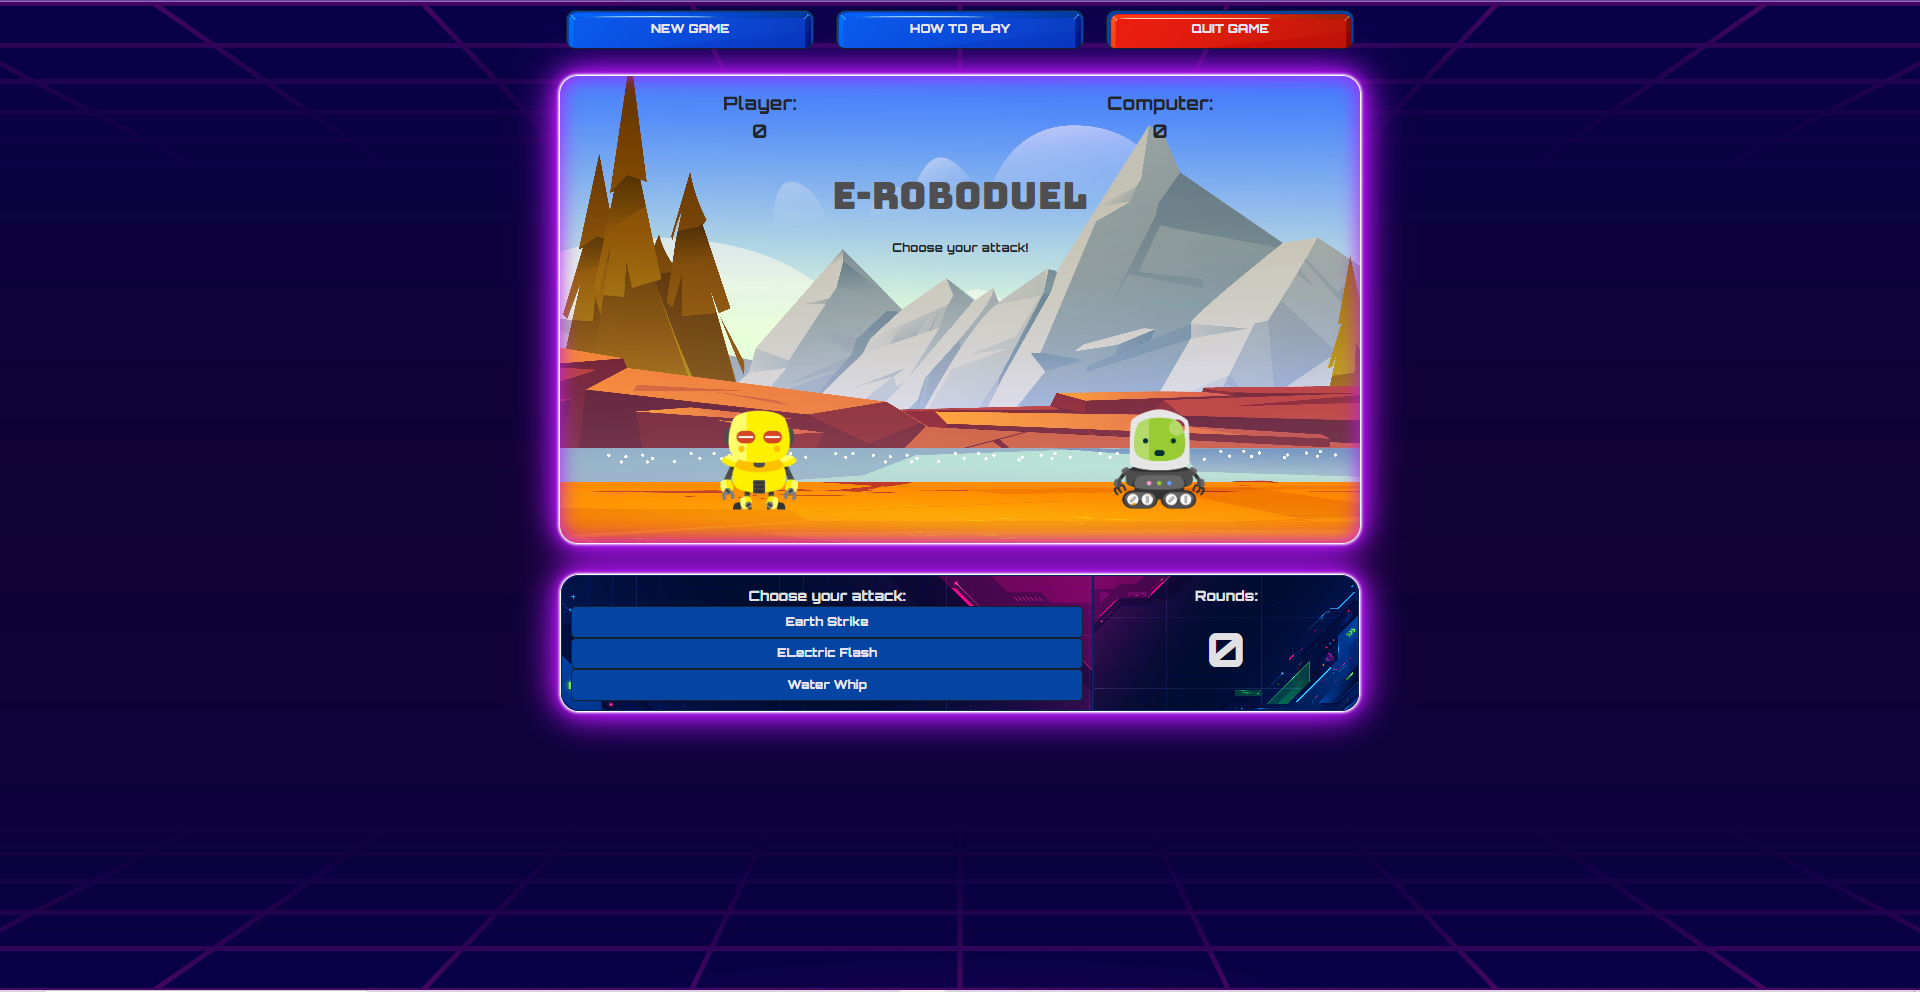 NEW GAME
HOW TO PLAY
QUIT GAME
Player:
0
Computer:
0
E-ROBODUEL
Choose your attack!
Choose your attack:
Earth Strike
ELectric Flash
Water Whip
Rounds:
0